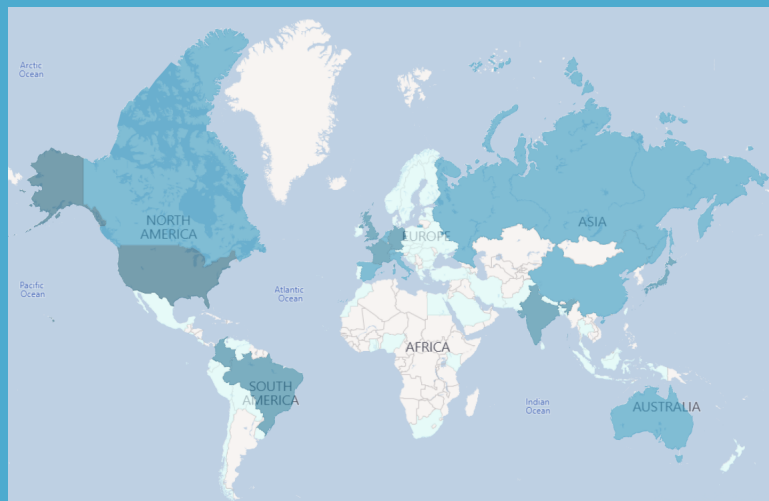 Arctic
Ocean
NORTH
AMERICA
EUROPE
ASIA
Pacific
Ocean
Atlantic
Ocean
AFRICA
SOUTH
AMERICA
Indian
Ocean
AUSTRALIA